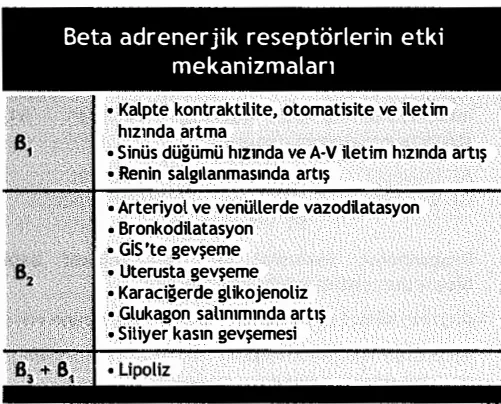 Beta adrenerjik reseptörlerin etki
mekanizmaları
β₁
• Kalpte kontraktilite, otomatisite ve iletim
hızında artma
• Sinüs düğümü hızında ve A-V iletim hızında artış
• Renin salgılanmasında artış
β₂
• Arteriyol ve venüllerde vazodilatasyon
• Bronkodilatasyon
• GİS'te gevşeme
• Uterusta gevşeme
• Karaciğerde glikojenoliz
• Glukagon salınımında artış
• Siliyer kasın gevşemesi
β₃ + β₁
• Lipoliz